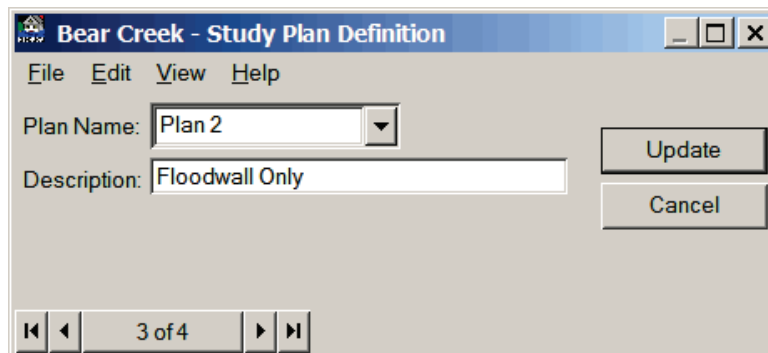 Bear Creek - Study Plan Definition
File Edit View Help
Plan Name: Plan 2
Update
Description: Floodwall Only
Cancel
3 of 4